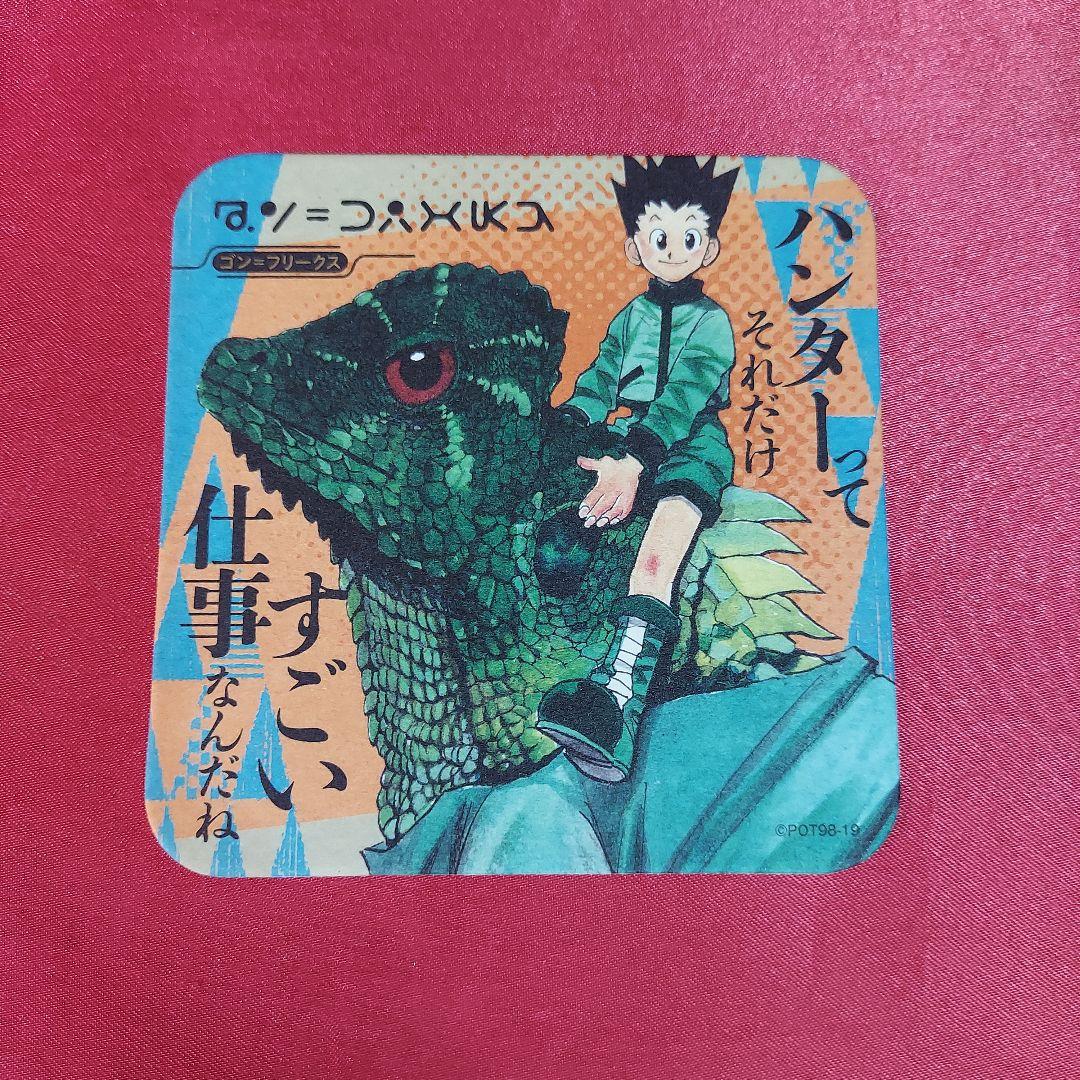 ゴン=フリークス
ハンターって
それだけ
すごい
仕事なんだね
©POT98-19